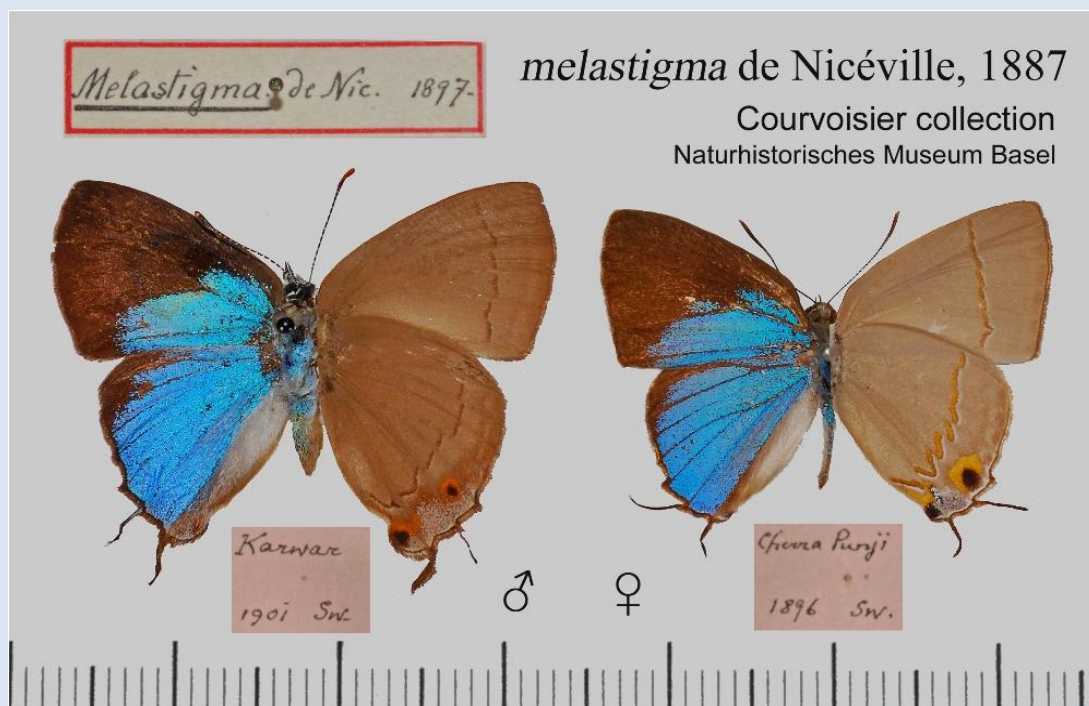 Melastigma. de Nic. 1897-
melastigma de Nicéville, 1887
Courvoisier collection
Naturhistorisches Museum Basel
Karwar
1901 Sw.
♂ ♀
Cherra Punji
1896 Sw.